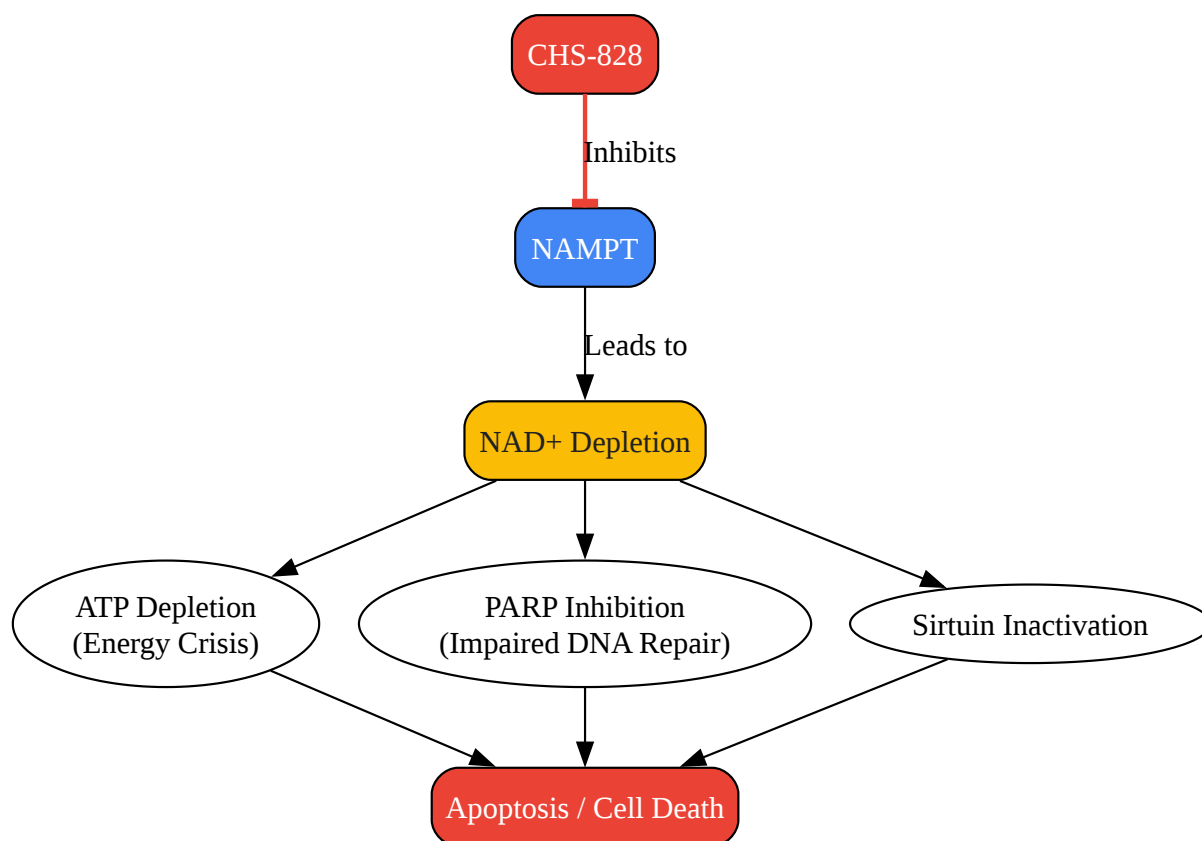 CHS-828
Inhibits
NAMPT
Leads to
NAD+ Depletion
ATP Depletion
(Energy Crisis)
PARP Inhibition
(Impaired DNA Repair)
Sirtuin Inactivation
Apoptosis / Cell Death